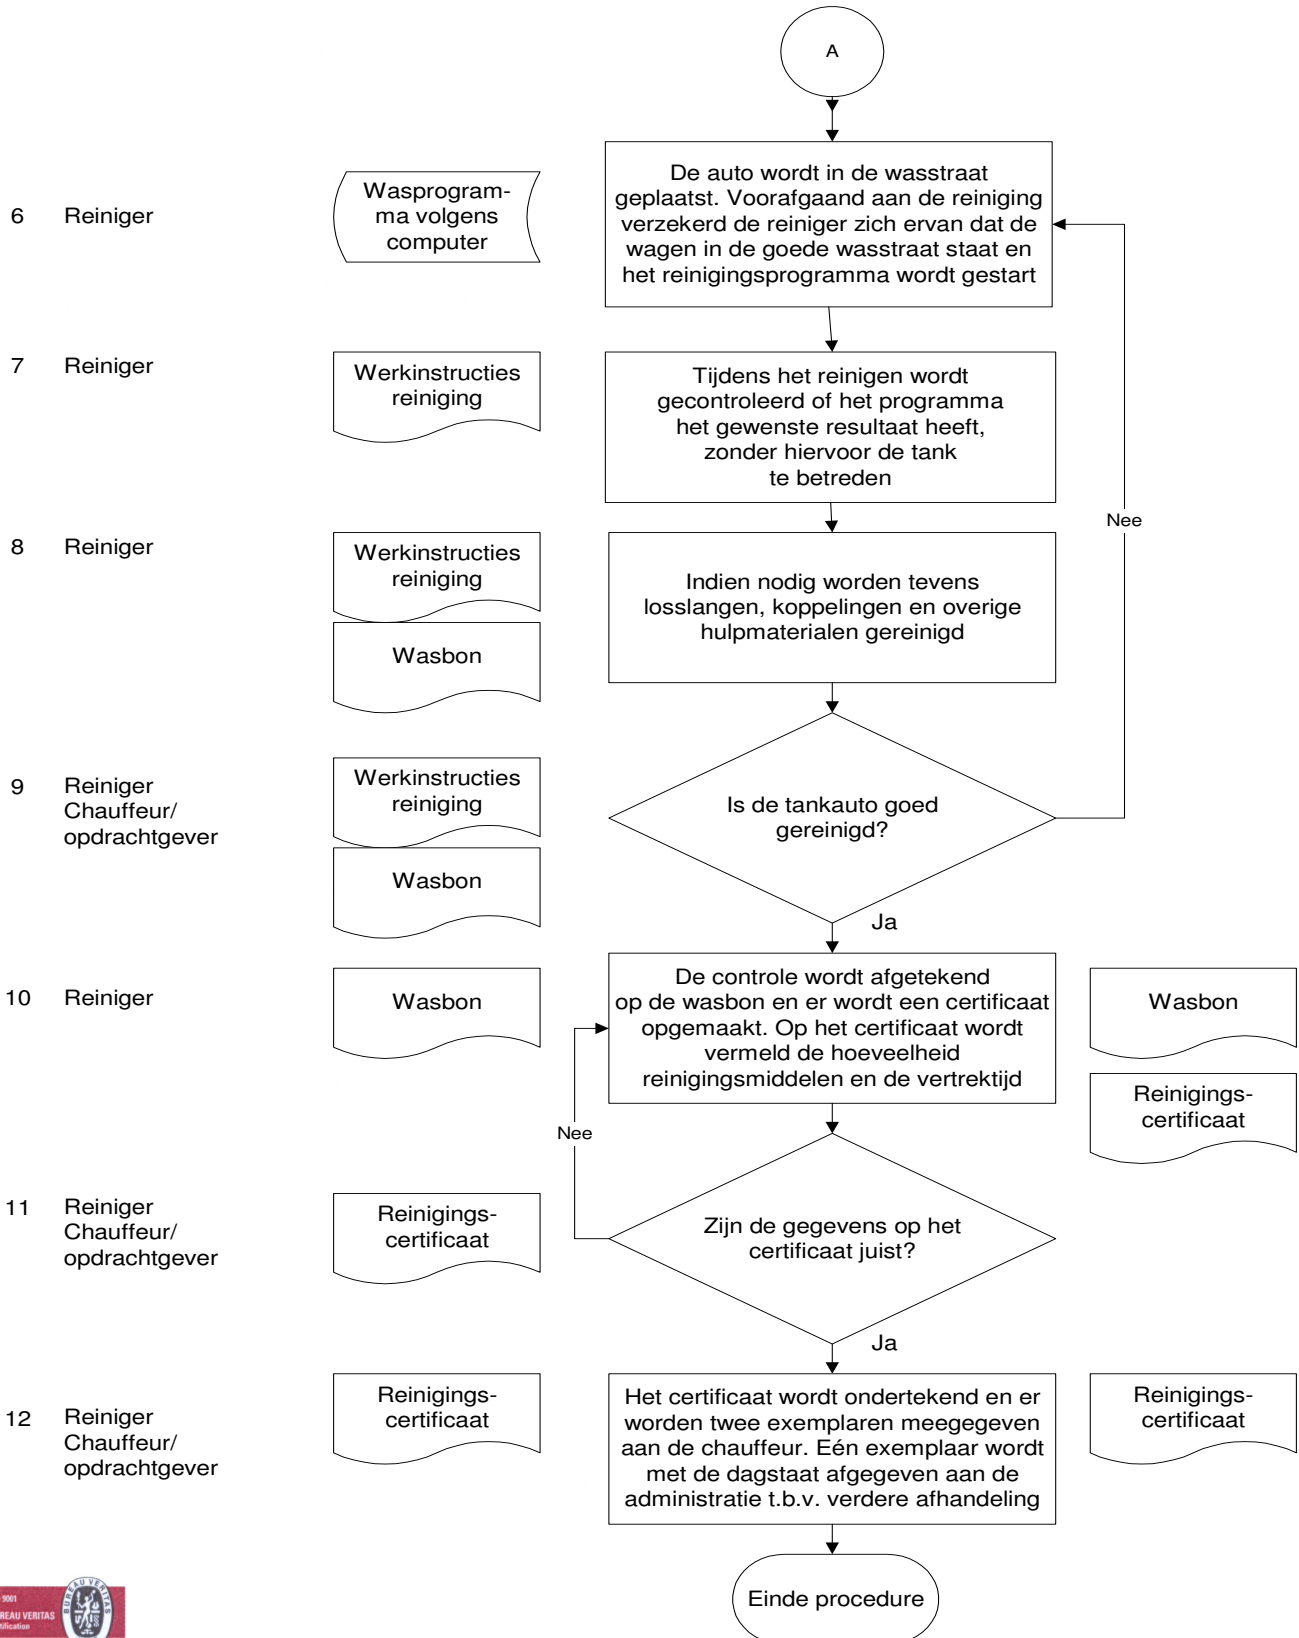 A
6
Reiniger
Wasprogram-
ma volgens
computer
De auto wordt in de wasstraat
geplaatst. Voorafgaand aan de reiniging
verzekerd de reiniger zich ervan dat de
wagen in de goede wasstraat staat en
het reinigingsprogramma wordt gestart
7
Reiniger
Werkinstructies
reiniging
Tijdens het reinigen wordt
gecontroleerd of het programma
het gewenste resultaat heeft,
zonder hiervoor de tank
te betreden
Nee
8
Reiniger
Werkinstructies
reiniging
Wasbon
Indien nodig worden tevens
losslangen, koppelingen en overige
hulpmaterialen gereinigd
9
Reiniger
Chauffeur/
opdrachtgever
Werkinstructies
reiniging
Wasbon
Is de tankauto goed
gereinigd?
Ja
10
Reiniger
Wasbon
De controle wordt afgetekend
op de wasbon en er wordt een certificaat
opgemaakt. Op het certificaat wordt
vermeld de hoeveelheid
reinigingsmiddelen en de vertrektijd
Wasbon
Reinigings-
certificaat
Nee
11
Reiniger
Chauffeur/
opdrachtgever
Reinigings-
certificaat
Zijn de gegevens op het
certificaat juist?
Ja
12
Reiniger
Chauffeur/
opdrachtgever
Reinigings-
certificaat
Het certificaat wordt ondertekend en er
worden twee exemplaren meegegeven
aan de chauffeur. Eén exemplaar wordt
met de dagstaat afgegeven aan de
administratie t.b.v. verdere afhandeling
Reinigings-
certificaat
Einde procedure
9001
REAU VERITAS
tification
BUREAU VERITAS